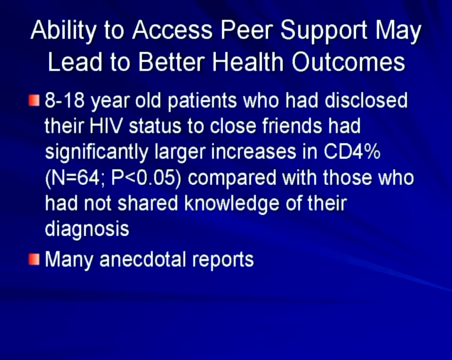 Ability to Access Peer Support May
Lead to Better Health Outcomes
8-18 year old patients who had disclosed
their HIV status to close friends had
significantly larger increases in CD4%
(N=64; P<0.05) compared with those who
had not shared knowledge of their
diagnosis
Many anecdotal reports